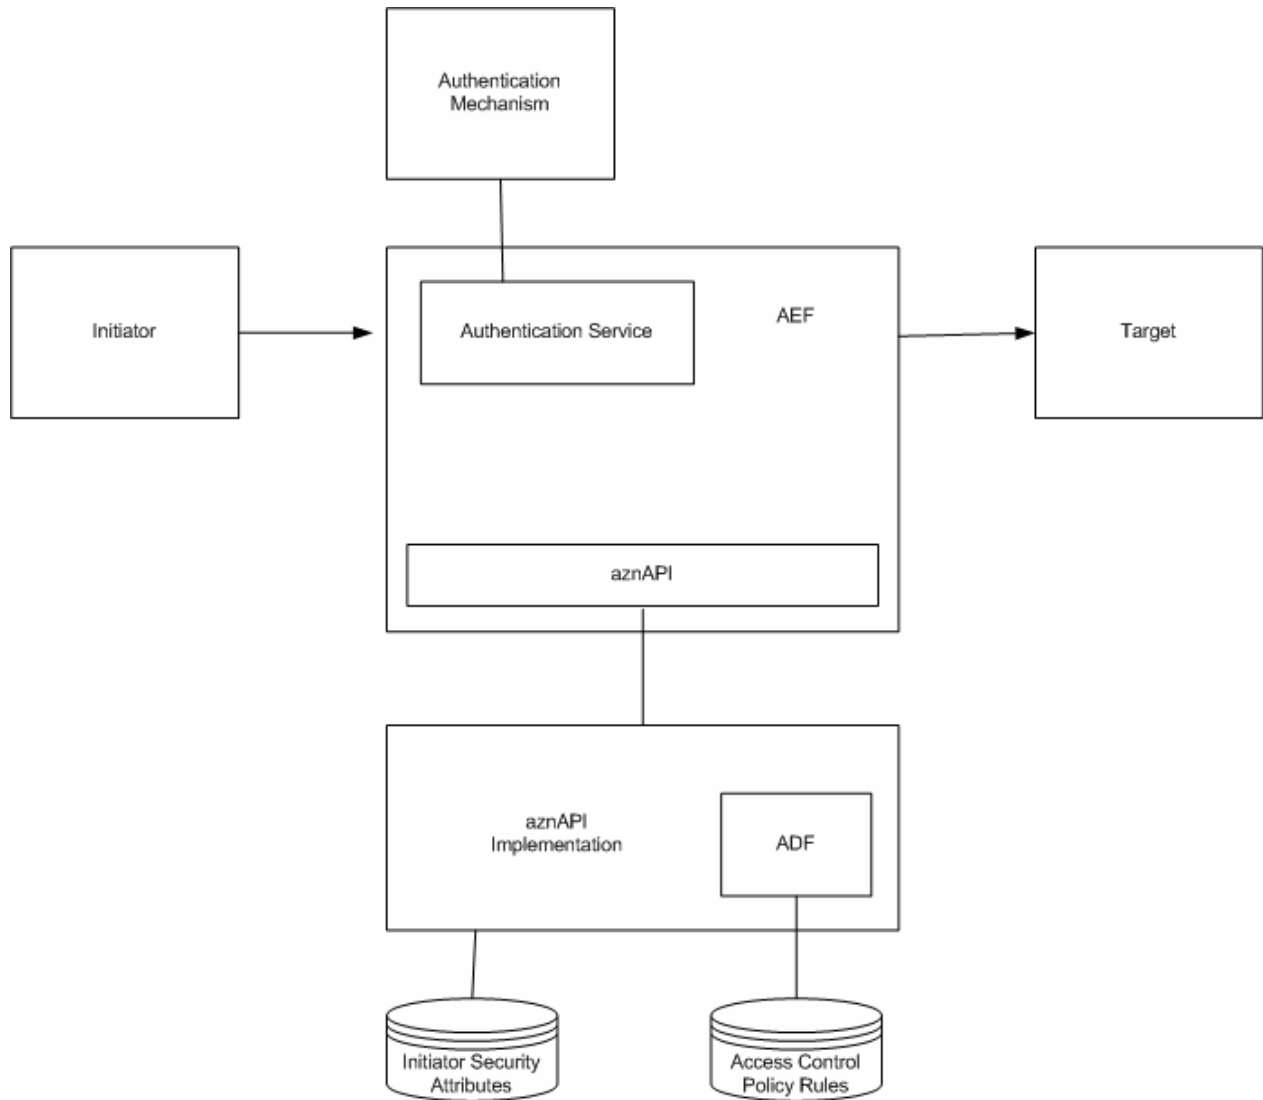 Authentication
Mechanism
Initiator
Authentication Service
AEF
Target
aznAPI
aznAPI
Implementation
ADF
Initiator Security
Attributes
Access Control
Policy Rules